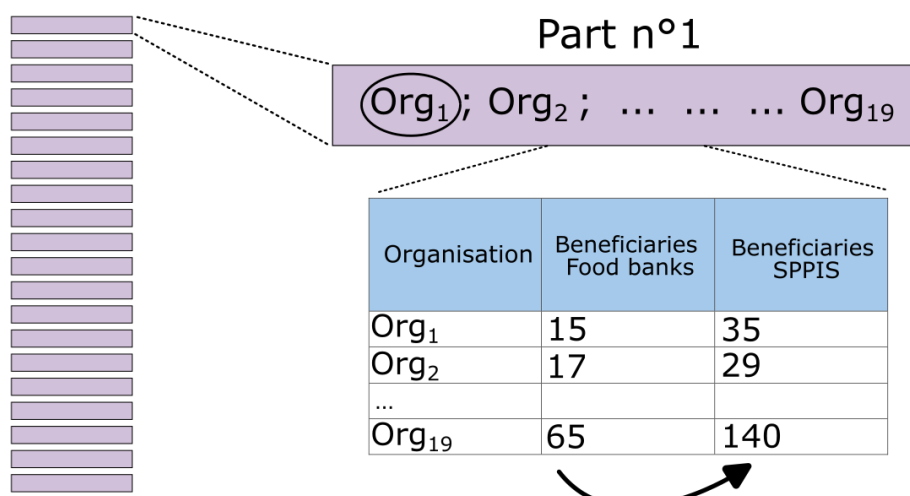 Part n°1
Org₁; Org₂ ; ... ... ... Org₁₉
Organisation Beneficiaries Food banks Beneficiaries SPPIS
Org₁ 15 35
Org₂ 17 29
...
Org₁₉ 65 140